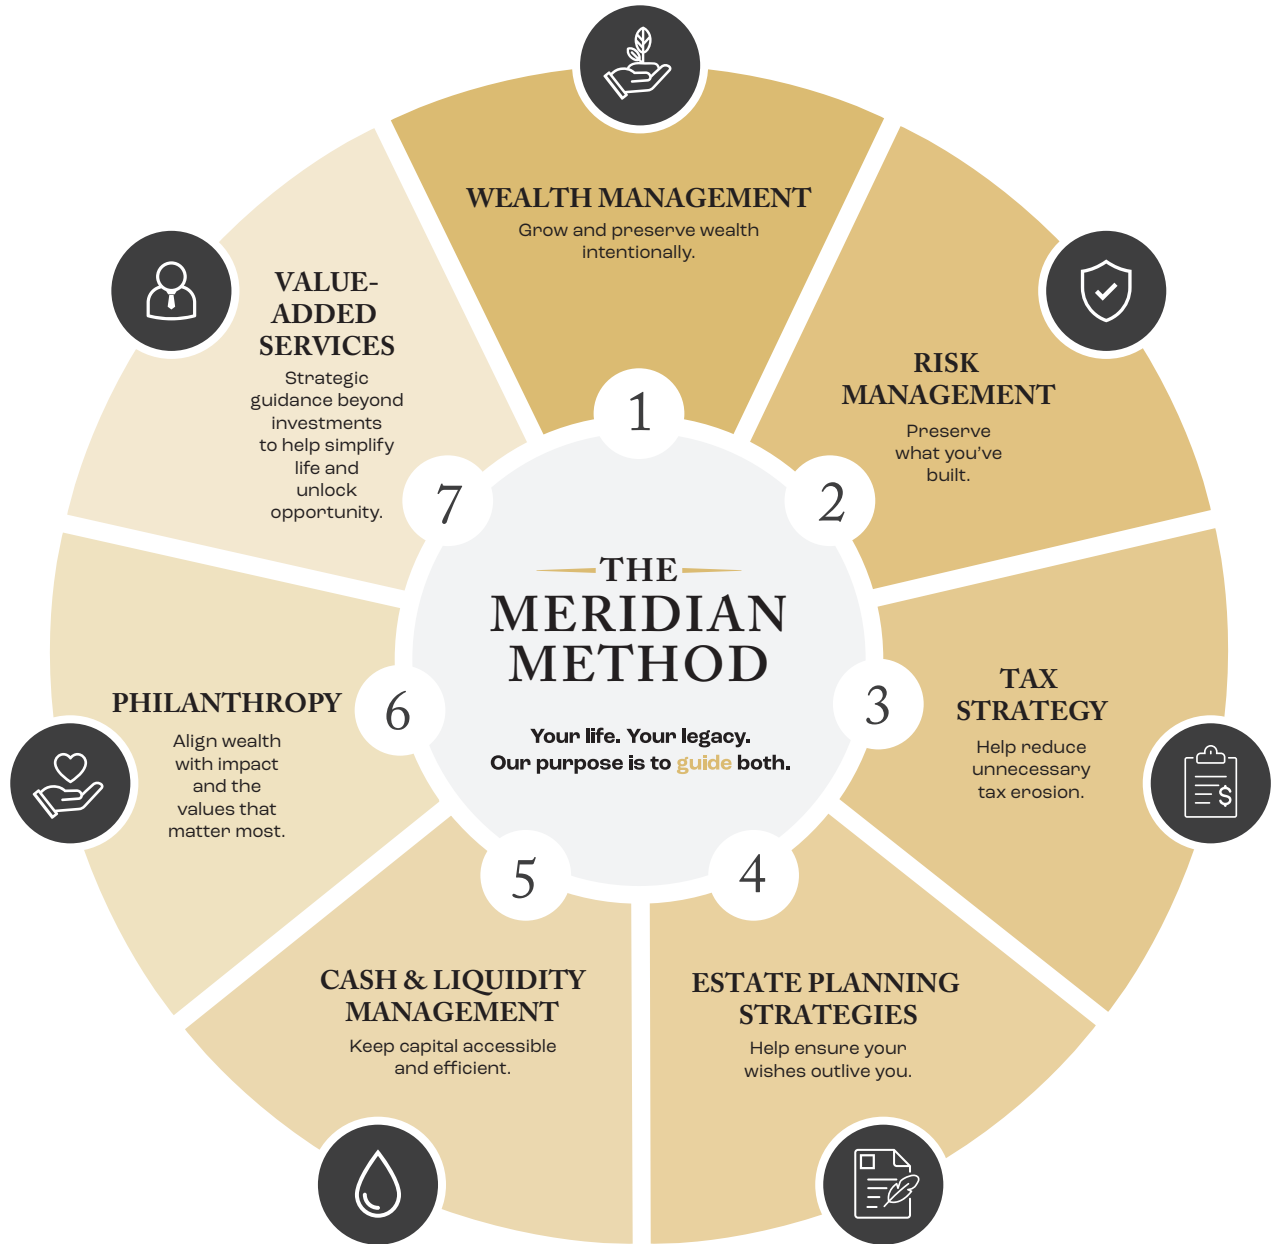 THE
MERIDIAN
METHOD
Your life. Your legacy.
Our purpose is to guide both.
1
WEALTH MANAGEMENT
Grow and preserve wealth
intentionally.
2
RISK
MANAGEMENT
Preserve
what you've
built.
3
TAX
STRATEGY
Help reduce
unnecessary
tax erosion.
$
4
ESTATE PLANNING
STRATEGIES
Help ensure your
wishes outlive you.
5
CASH & LIQUIDITY
MANAGEMENT
Keep capital accessible
and efficient.
6
PHILANTHROPY
Align wealth
with impact
and the
values that
matter most.
7
VALUE-
ADDED
SERVICES
Strategic
guidance beyond
investments
to help simplify
life and
unlock
opportunity.